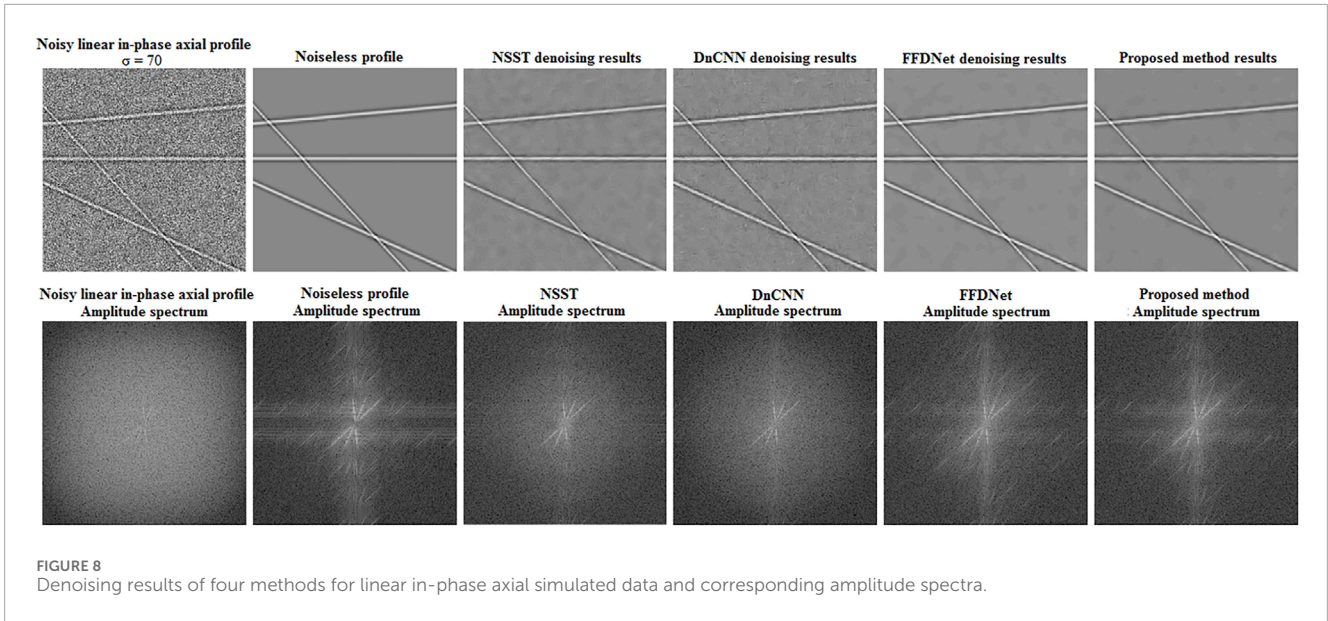 Noisy linear in-phase axial profile
σ = 70
Noiseless profile
NSST denoising results
DnCNN denoising results
FFDNet denoising results
Proposed method results
Noisy linear in-phase axial profile
Amplitude spectrum
Noiseless profile
Amplitude spectrum
NSST
Amplitude spectrum
DnCNN
Amplitude spectrum
FFDNet
Amplitude spectrum
Proposed method
Amplitude spectrum
FIGURE 8
Denoising results of four methods for linear in-phase axial simulated data and corresponding amplitude spectra.